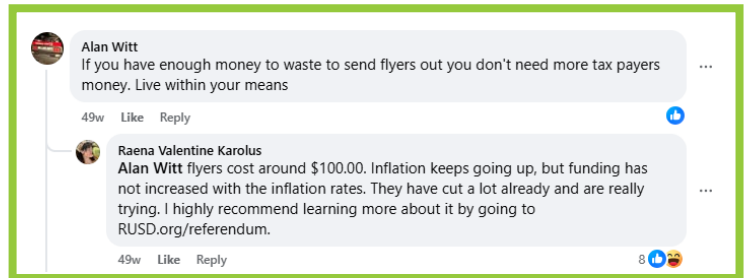 Alan Witt
If you have enough money to waste to send flyers out you don't need more tax payers
money. Live within your means
49w Like Reply
Raena Valentine Karolus
Alan Witt flyers cost around $100.00. Inflation keeps going up, but funding has
not increased with the inflation rates. They have cut a lot already and are really
trying. I highly recommend learning more about it by going to
RUSD.org/referendum.
49w Like Reply 8